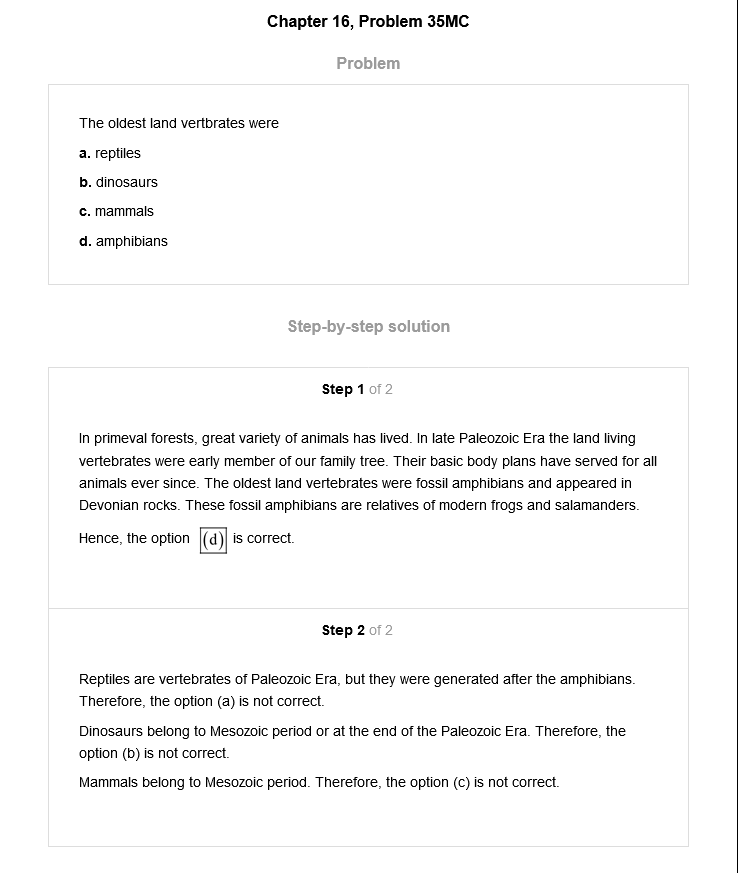 Chapter 16, Problem 35MC
Problem
The oldest land vertbrates were
a. reptiles
b. dinosaurs
c. mammals
d. amphibians
Step-by-step solution
Step 1 of 2
In primeval forests, great variety of animals has lived. In late Paleozoic Era the land living
vertebrates were early member of our family tree. Their basic body plans have served for all
animals ever since. The oldest land vertebrates were fossil amphibians and appeared in
Devonian rocks. These fossil amphibians are relatives of modern frogs and salamanders.
Hence, the option (d) is correct.
Step 2 of 2
Reptiles are vertebrates of Paleozoic Era, but they were generated after the amphibians.
Therefore, the option (a) is not correct.
Dinosaurs belong to Mesozoic period or at the end of the Paleozoic Era. Therefore, the
option (b) is not correct.
Mammals belong to Mesozoic period. Therefore, the option (c) is not correct.